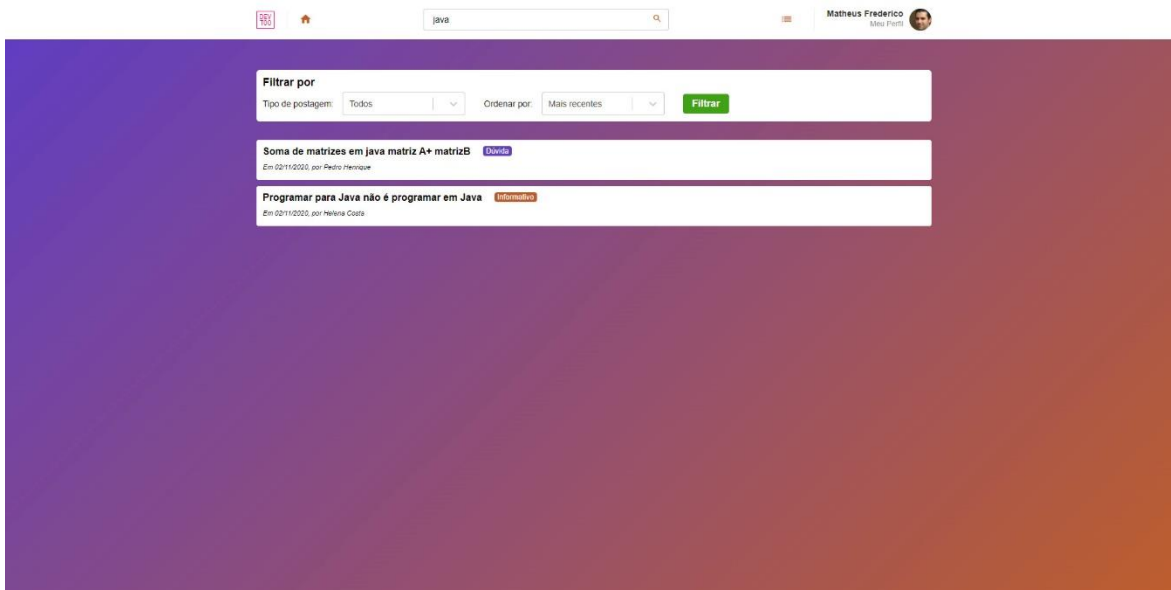 DEV
TOO
java
Matheus Frederico
Meu Perfil
Filtrar por
Tipo de postagem: Todos Ordenar por: Mais recentes Filtrar
Soma de matrizes em java matriz A+ matrizB Dúvida
Em 02/11/2020, por Pedro Henrique
Programar para Java não é programar em Java Informativo
Em 02/11/2020, por Helena Costa